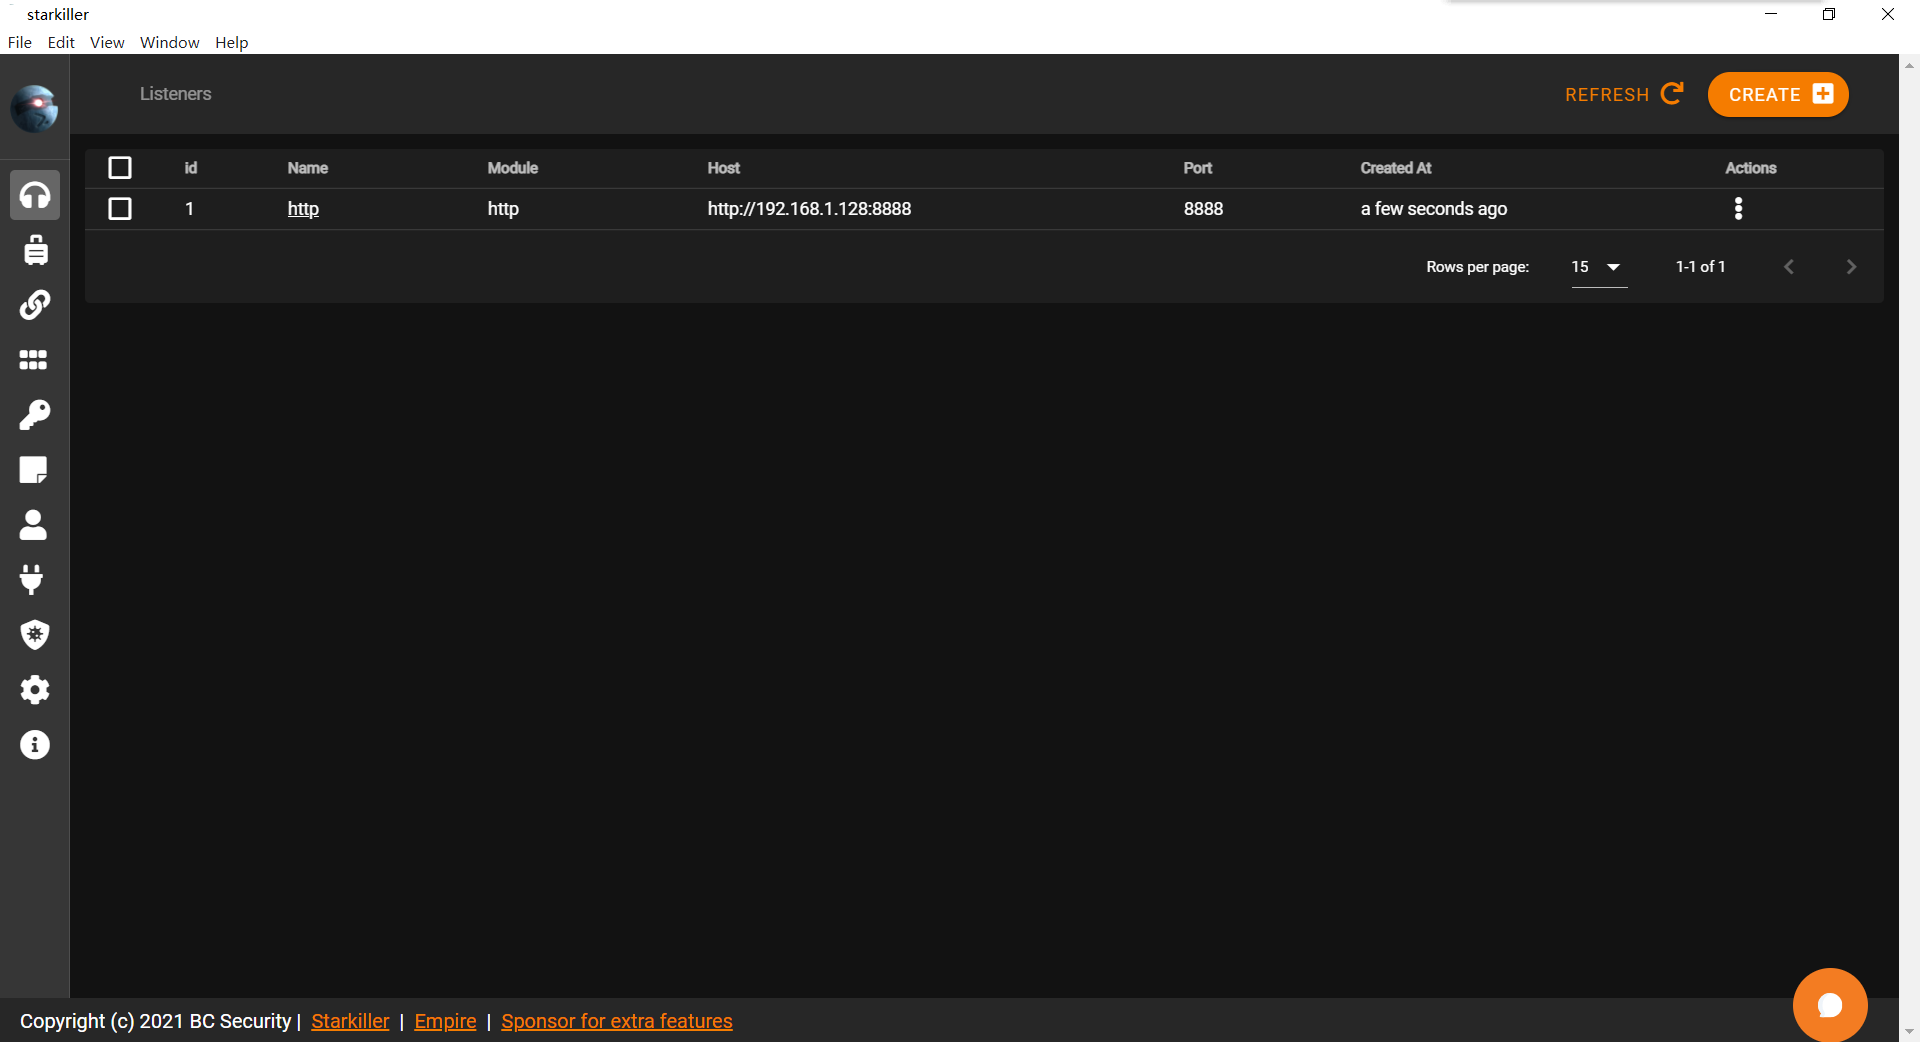 starkiller
File Edit View Window Help
Listeners
REFRESH CREATE
id Name Module Host Port Created At Actions
1 http http http://192.168.1.128:8888 8888 a few seconds ago
Rows per page: 15 1-1 of 1
Copyright (c) 2021 BC Security | Starkiller | Empire | Sponsor for extra features